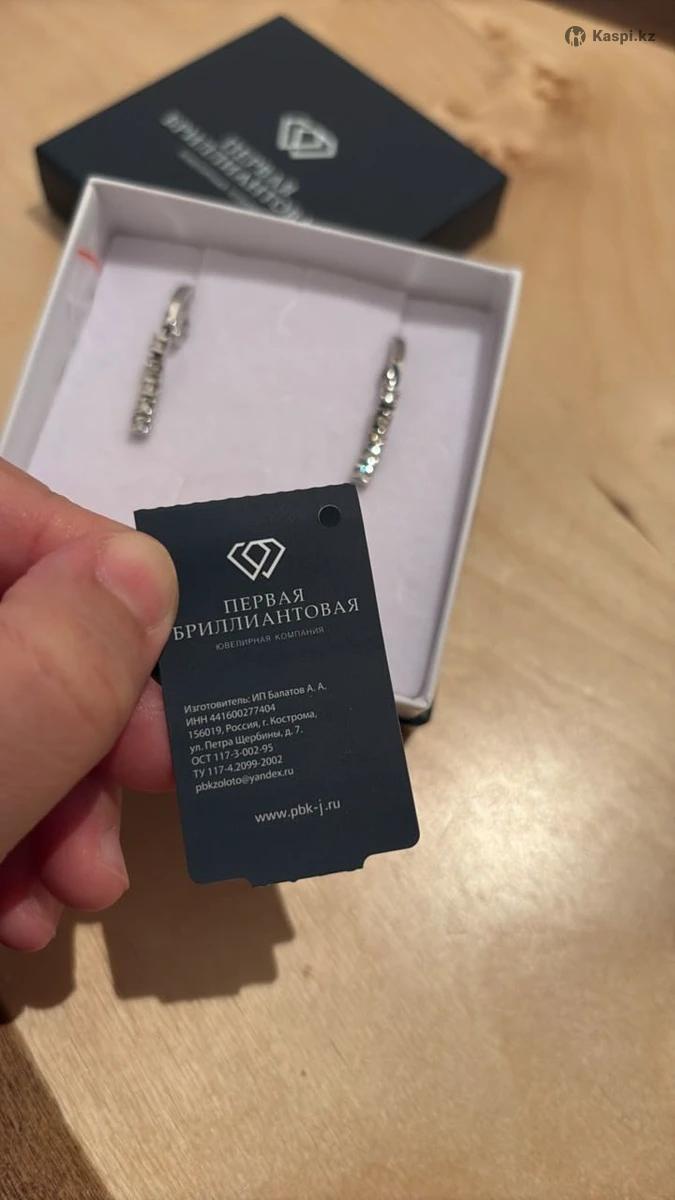 Kaspi.kz
ПЕРВАЯ
БРИЛЛИАНТОВАЯ
ПЕРВАЯ
БРИЛЛИАНТОВАЯ
ЮВЕЛИРНАЯ КОМПАНИЯ
Изготовитель: ИП Балатов А. А.
ИНН 441600277404
156019, Россия, г. Кострома,
ул. Петра Щербины, д. 7.
ОСТ 117-3-002-95
ТУ 117-4.2099-2002
pbkzoloto@yandex.ru
www.pbk-j.ru